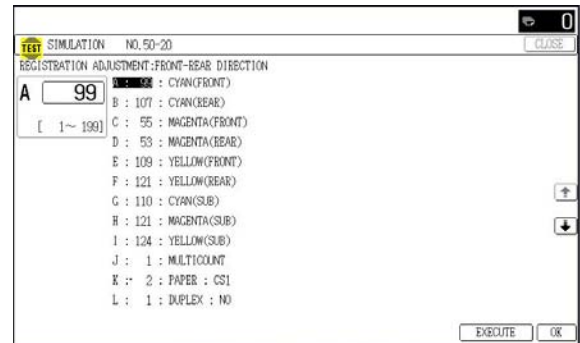 0
TEST SIMULATION NO.50-20 CLOSE
REGISTRATION ADJUSTMENT:FRONT-REAR DIRECTION
A 99
[ 1~ 199]
A : 99 : CYAN(FRONT)
B : 107 : CYAN(REAR)
C : 55 : MAGENTA(FRONT)
D : 53 : MAGENTA(REAR)
E : 109 : YELLOW(FRONT)
F : 121 : YELLOW(REAR)
G : 110 : CYAN(SUB)
H : 121 : MAGENTA(SUB)
I : 124 : YELLOW(SUB)
J : 1 : MULTICOUNT
K : 2 : PAPER : CS1
L : 1 : DUPLEX : NO
EXECUTE OK